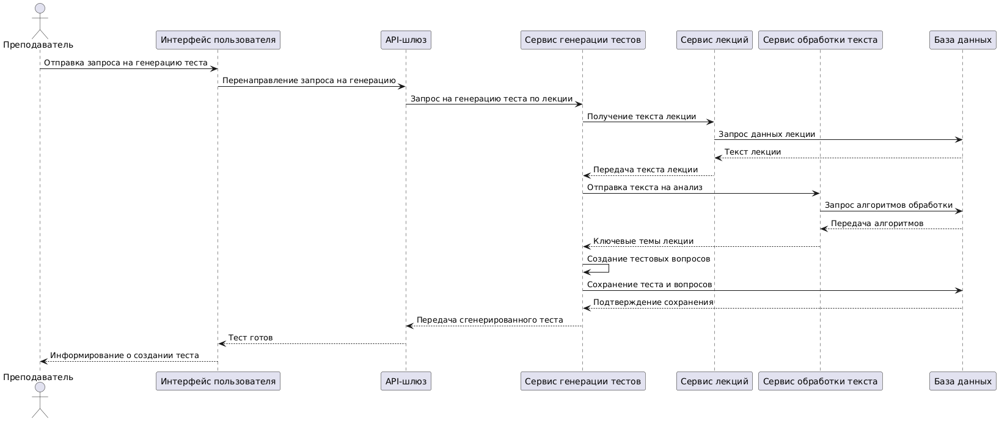 Преподаватель
Интерфейс пользователя
API-шлюз
Сервис генерации тестов
Сервис лекций
Сервис обработки текста
База данных
Отправка запроса на генерацию теста
Перенаправление запроса на генерацию
Запрос на генерацию теста по лекции
Получение текста лекции
Запрос данных лекции
Текст лекции
Передача текста лекции
Отправка текста на анализ
Запрос алгоритмов обработки
Передача алгоритмов
Ключевые темы лекции
Создание тестовых вопросов
Сохранение теста и вопросов
Подтверждение сохранения
Передача сгенерированного теста
Тест готов
Информирование о создании теста
Преподаватель
Интерфейс пользователя
API-шлюз
Сервис генерации тестов
Сервис лекций
Сервис обработки текста
База данных